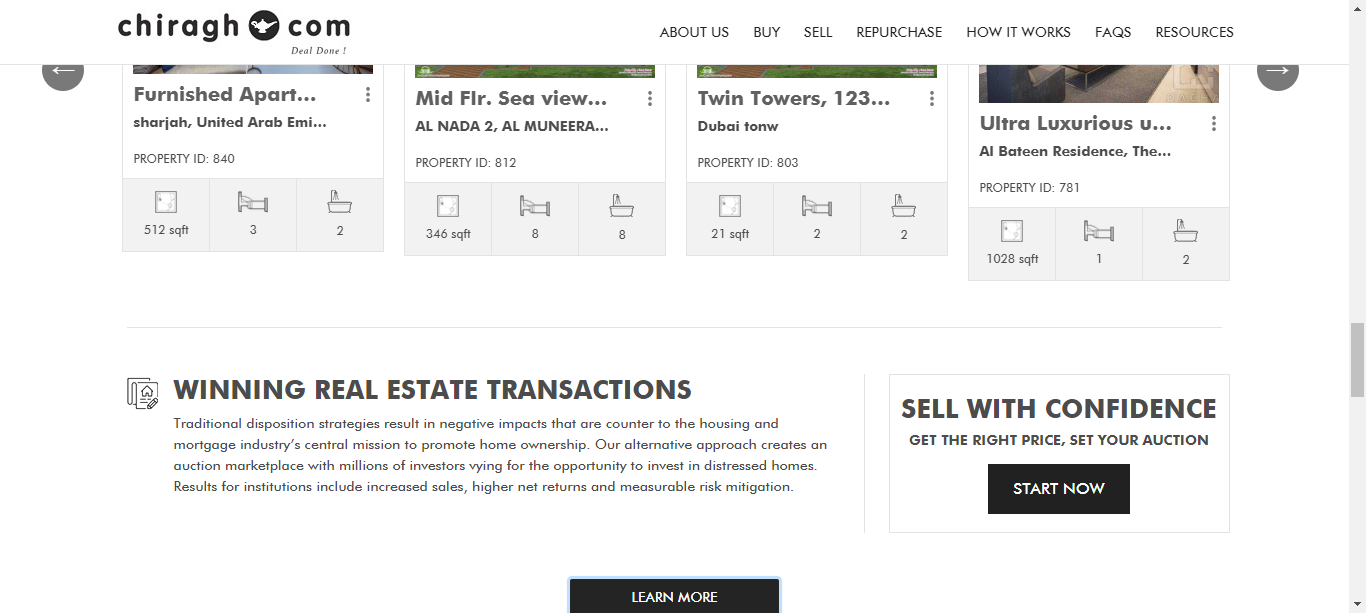 chiragh com
Deal Done !
ABOUT US BUY SELL REPURCHASE HOW IT WORKS FAQS RESOURCES
Furnished Apart...
sharjah, United Arab Emi...
PROPERTY ID: 840
512 sqft 3 2
Mid Flr. Sea view...
AL NADA 2, AL MUNEERA...
PROPERTY ID: 812
346 sqft 8 8
Twin Towers, 123...
Dubai tonw
PROPERTY ID: 803
21 sqft 2 2
Ultra Luxurious u...
Al Bateen Residence, The...
PROPERTY ID: 781
1028 sqft 1 2
WINNING REAL ESTATE TRANSACTIONS
Traditional disposition strategies result in negative impacts that are counter to the housing and
mortgage industry’s central mission to promote home ownership. Our alternative approach creates an
auction marketplace with millions of investors vying for the opportunity to invest in distressed homes.
Results for institutions include increased sales, higher net returns and measurable risk mitigation.
SELL WITH CONFIDENCE
GET THE RIGHT PRICE, SET YOUR AUCTION
START NOW
LEARN MORE